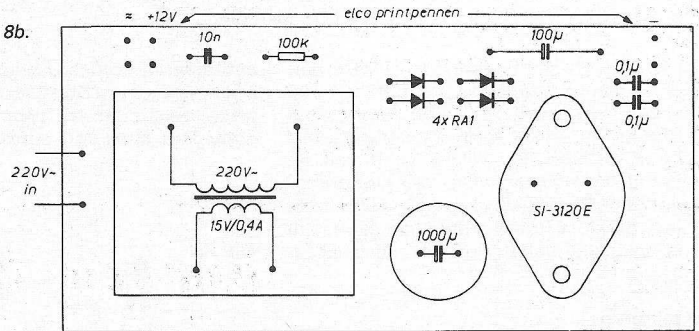 8b.
≈ +12V elco printpennen −
10n 100k 100µ
0,1µ
4x RA1 0,1µ
220V~
in
220V~
15V/0,4A
SI-3120E
1000µ